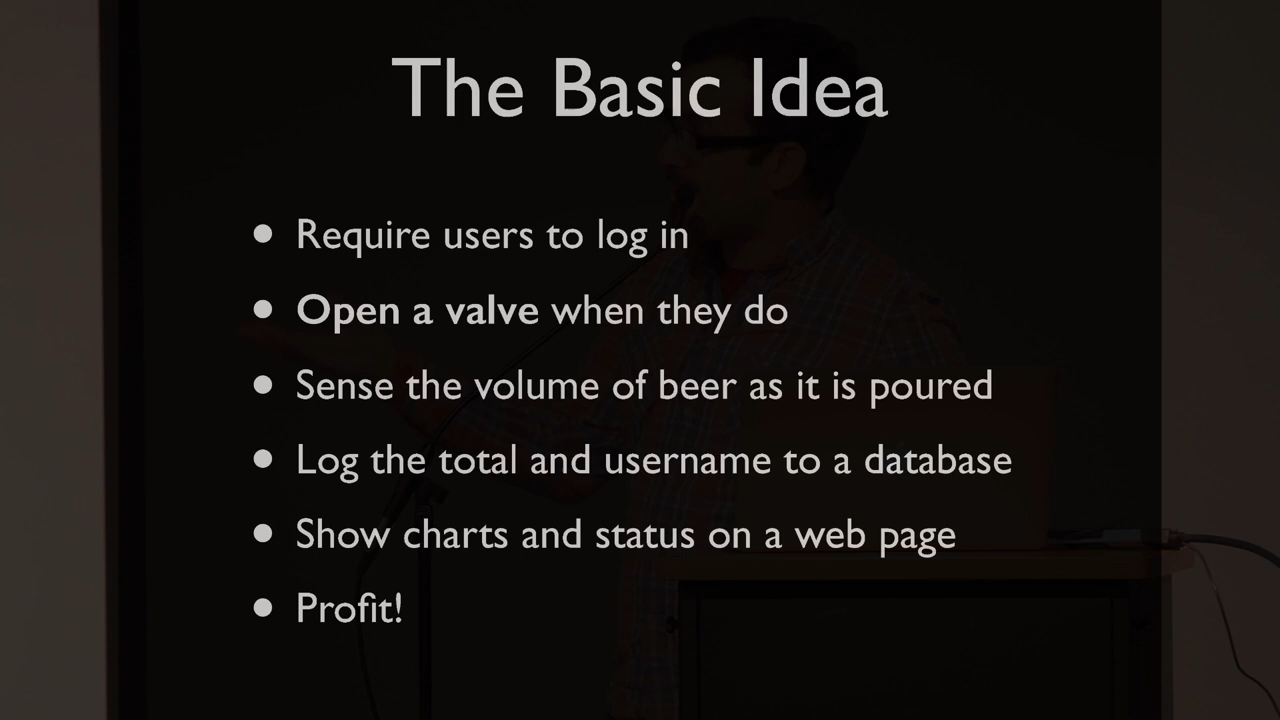 The Basic Idea
• Require users to log in
• Open a valve when they do
• Sense the volume of beer as it is poured
• Log the total and username to a database
• Show charts and status on a web page
• Profit!